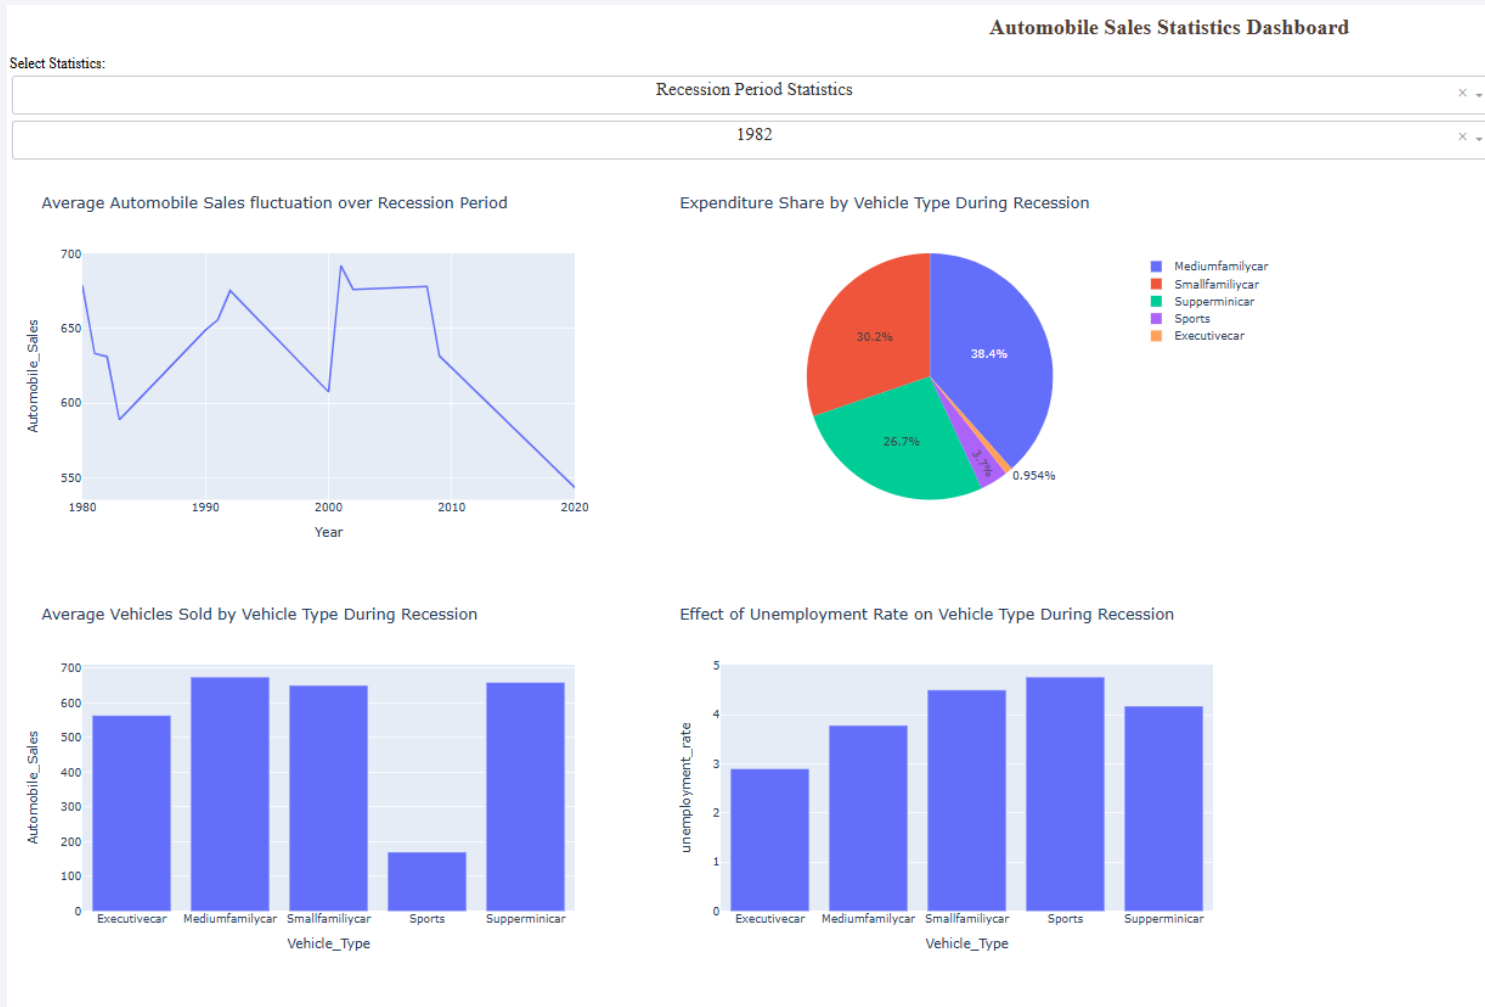 Automobile Sales Statistics Dashboard
Select Statistics:
Recession Period Statistics
×
1982
×
Average Automobile Sales fluctuation over Recession Period
700
650
600
550
Automobile_Sales
1980 1990 2000 2010 2020
Year
Expenditure Share by Vehicle Type During Recession
30.2%
38.4%
26.7%
3.7%
0.954%
Mediumfamilycar
Smallfamiliycar
Supperminicar
Sports
Executivecar
Average Vehicles Sold by Vehicle Type During Recession
700
600
500
400
300
200
100
0
Automobile_Sales
Executivecar Mediumfamilycar Smallfamiliycar Sports Supperminicar
Vehicle_Type
Effect of Unemployment Rate on Vehicle Type During Recession
5
4
3
2
1
0
unemployment_rate
Executivecar Mediumfamilycar Smallfamiliycar Sports Supperminicar
Vehicle_Type